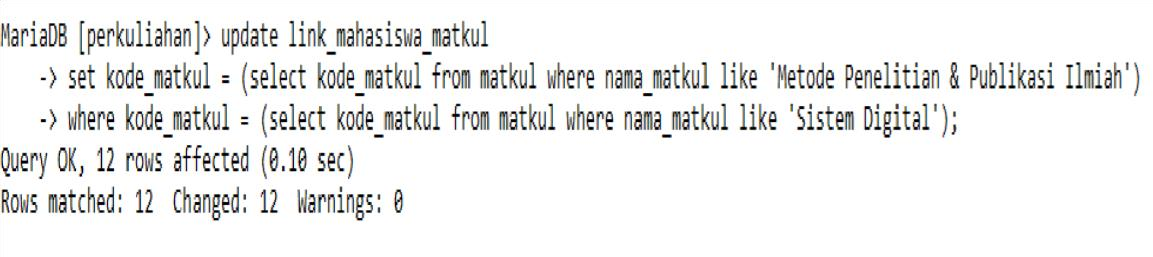 MariaDB [perkuliahan]> update link_mahasiswa_matkul
-> set kode_matkul = (select kode_matkul from matkul where nama_matkul like 'Metode Penelitian & Publikasi Ilmiah')
-> where kode_matkul = (select kode_matkul from matkul where nama_matkul like 'Sistem Digital');
Query OK, 12 rows affected (0.10 sec)
Rows matched: 12  Changed: 12  Warnings: 0